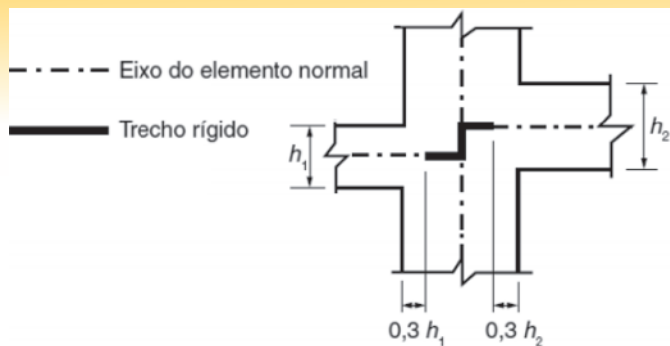 Eixo do elemento normal
Trecho rígido
h₁
h₂
0,3 h₁
0,3 h₂